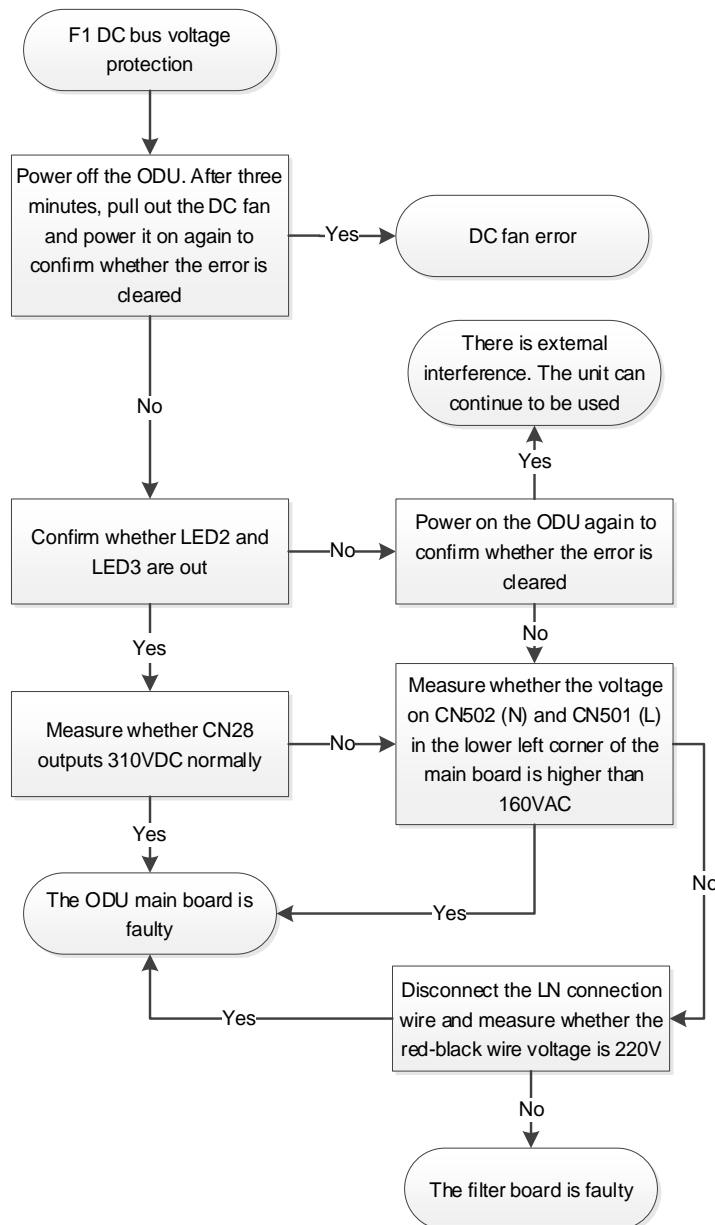 F1 DC bus voltage
protection
Power off the ODU. After three
minutes, pull out the DC fan
and power it on again to
confirm whether the error is
cleared
Yes
DC fan error
No
There is external
interference. The unit can
continue to be used
Yes
Confirm whether LED2 and
LED3 are out
No
Power on the ODU again to
confirm whether the error is
cleared
Yes
No
Measure whether CN28
outputs 310VDC normally
No
Measure whether the voltage
on CN502 (N) and CN501 (L)
in the lower left corner of the
main board is higher than
160VAC
Yes
No
The ODU main board is
faulty
Yes
Yes
Disconnect the LN connection
wire and measure whether the
red-black wire voltage is 220V
No
The filter board is faulty